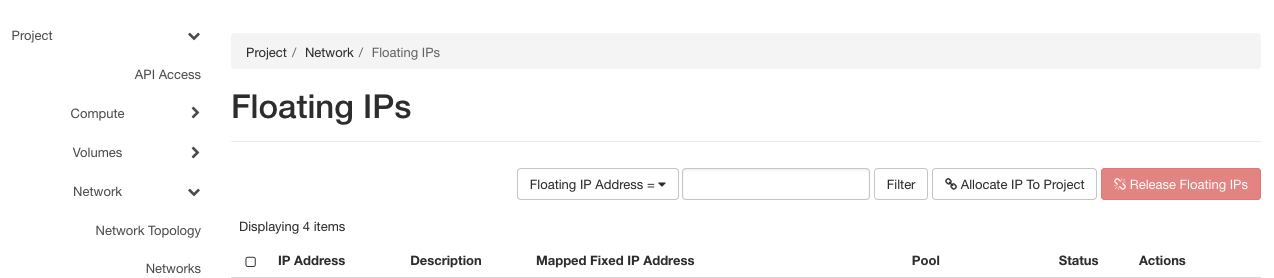 Project
API Access
Compute
Volumes
Network
Network Topology
Networks
Project / Network / Floating IPs
Floating IPs
Floating IP Address = Filter Allocate IP To Project Release Floating IPs
Displaying 4 items
IP Address Description Mapped Fixed IP Address Pool Status Actions